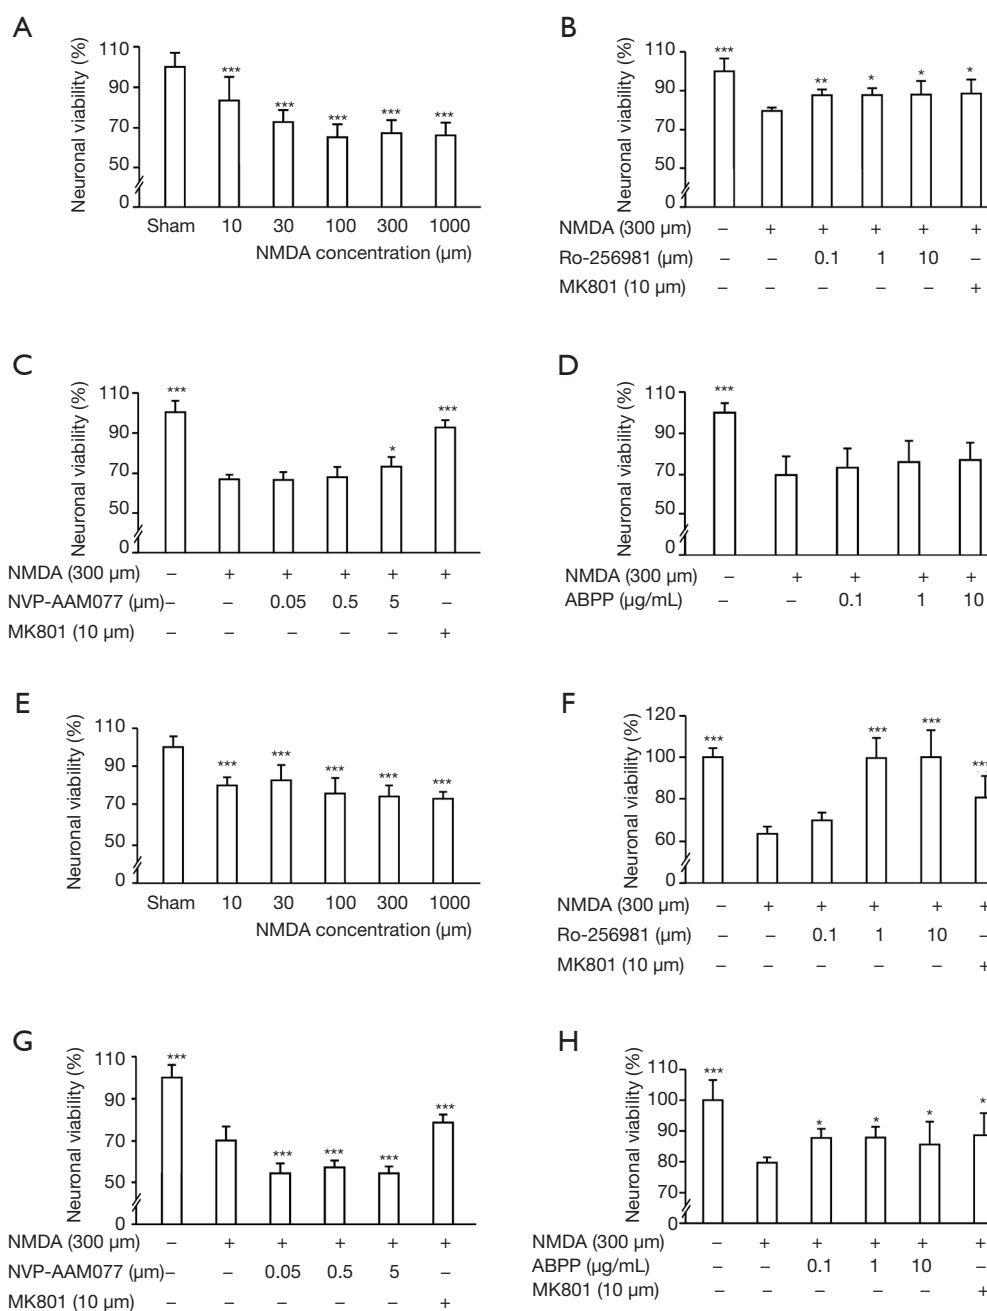 A
Neuronal viability (%)
110
90
70
50
0
***
***
***
***
***
Sham 10 30 100 300 1000
NMDA concentration (µm)
B
Neuronal viability (%)
110
90
70
50
0
***
**
*
*
*
NMDA (300 µm) – + + + + +
Ro-256981 (µm) – – 0.1 1 10 –
MK801 (10 µm) – – – – – +
C
Neuronal viability (%)
110
90
70
50
0
***
*
***
NMDA (300 µm) – + + + + +
NVP-AAM077 (µm) – – 0.05 0.5 5 –
MK801 (10 µm) – – – – – +
D
Neuronal viability (%)
110
90
70
50
0
***
NMDA (300 µm) – + + + +
ABPP (µg/mL) – – 0.1 1 10
E
Neuronal viability (%)
110
90
70
50
0
***
***
***
***
***
Sham 10 30 100 300 1000
NMDA concentration (µm)
F
Neuronal viability (%)
120
100
80
60
0
***
***
***
***
NMDA (300 µm) – + + + + +
Ro-256981 (µm) – – 0.1 1 10 –
MK801 (10 µm) – – – – – +
G
Neuronal viability (%)
110
90
70
50
0
***
***
***
***
***
NMDA (300 µm) – + + + + +
NVP-AAM077 (µm) – – 0.05 0.5 5 –
MK801 (10 µm) – – – – – +
H
Neuronal viability (%)
110
100
90
80
70
0
***
*
*
*
*
NMDA (300 µm) – + + + + +
ABPP (µg/mL) – – 0.1 1 10 –
MK801 (10 µm) – – – – – +